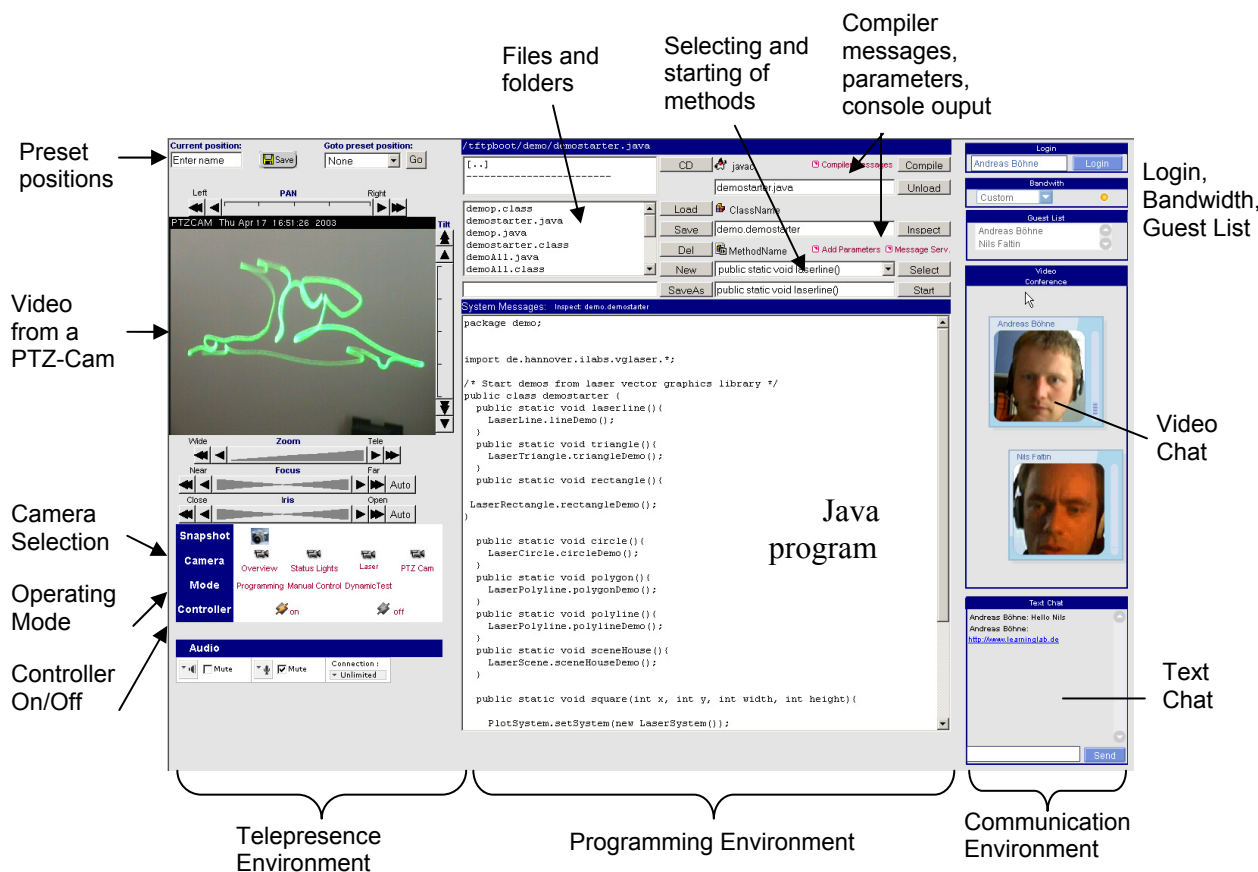 Files and
folders
Selecting and
starting of
methods
Compiler
messages,
parameters,
console ouput
Preset
positions
Video
from a
PTZ-Cam
Camera
Selection
Operating
Mode
Controller
On/Off
Current position:
Goto preset position:
Enter name
Save
None
Go
Left
PAN
Right
PTZCAM Thu Apr 17 16:51:26 2003
Tilt
Wide
Zoom
Tele
Near
Focus
Far
Auto
Close
Iris
Open
Auto
Snapshot
Camera
Overview
Status Lights
Laser
PTZ Cam
Mode
Programming
Manual Control
DynamicTest
Controller
on
off
Audio
Mute
Mute
Connection :
Unlimited
/tftpboot/demo/demostarter.java
[..]
------------------------
CD
javac
Compiler Messages
Compile
demostarter.java
Unload
demop.class
demostarter.java
demop.java
demostarter.class
demoAll.java
demoAll.class
Load
ClassName
Save
demo.demostarter
Inspect
Del
MethodName
Add Parameters
Message Serv.
New
public static void laserline()
Select
SaveAs
public static void laserline()
Start
System Messages: Inspect: demo.demostarter
package demo;
import de.hannover.ilabs.vglaser.*;
/* Start demos from laser vector graphics library */
public class demostarter {
public static void laserline(){
LaserLine.lineDemo();
}
public static void triangle(){
LaserTriangle.triangleDemo();
}
public static void rectangle(){
LaserRectangle.rectangleDemo();
}
public static void circle(){
LaserCircle.circleDemo();
}
public static void polygon(){
LaserPolyline.polygonDemo();
}
public static void polyline(){
LaserPolyline.polylineDemo();
}
public static void sceneHouse(){
LaserScene.sceneHouseDemo();
}
public static void square(int x, int y, int width, int height){
PlotSystem.setSystem(new LaserSystem());
Java
program
Login
Andreas Böhne
Login
Bandwith
Custom
Guest List
Andreas Böhne
Nils Faltin
Video
Conference
Andreas Böhne
Nils Faltin
Text Chat
Andreas Böhne: Hello Nils
Andreas Böhne:
http://www.learninglab.de
Send
Login,
Bandwidth,
Guest List
Video
Chat
Text
Chat
Telepresence
Environment
Programming Environment
Communication
Environment